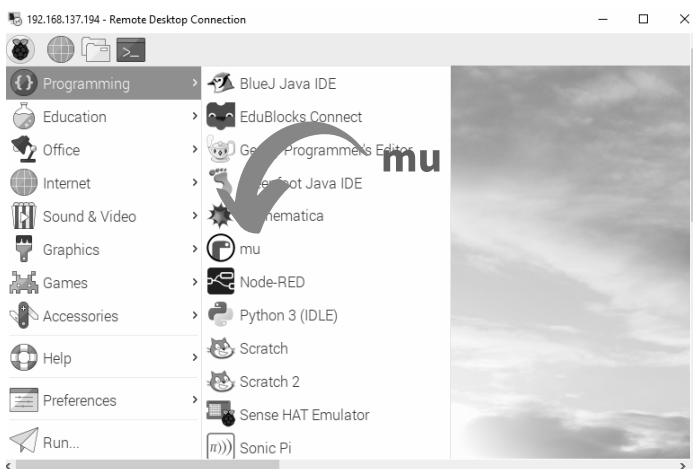 192.168.137.194 - Remote Desktop Connection
Programming
Education
Office
Internet
Sound & Video
Graphics
Games
Accessories
Help
Preferences
Run...
BlueJ Java IDE
EduBlocks Connect
Programmer's Editor
Java IDE
mu
Node-RED
Python 3 (IDLE)
Scratch
Scratch 2
Sense HAT Emulator
Sonic Pi
mu